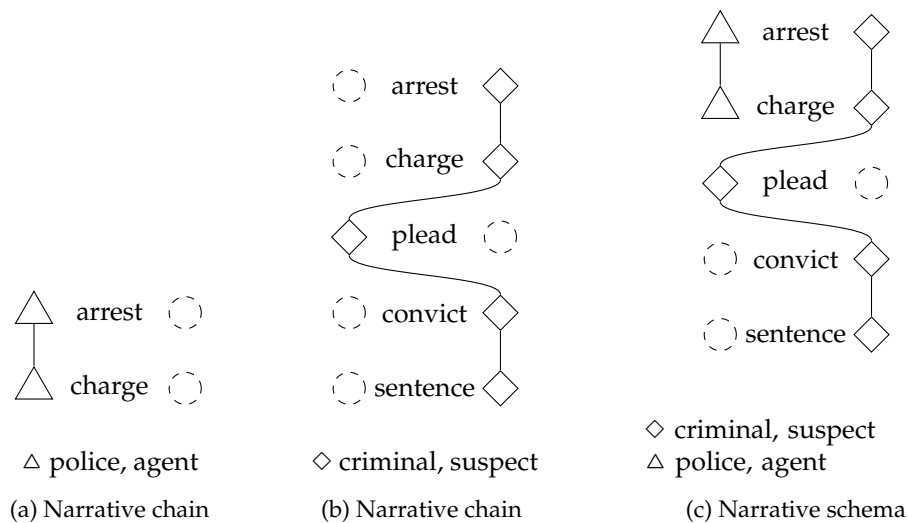 arrest
charge
police, agent
(a) Narrative chain
arrest
charge
plead
convict
sentence
criminal, suspect
(b) Narrative chain
arrest
charge
plead
convict
sentence
criminal, suspect
police, agent
(c) Narrative schema